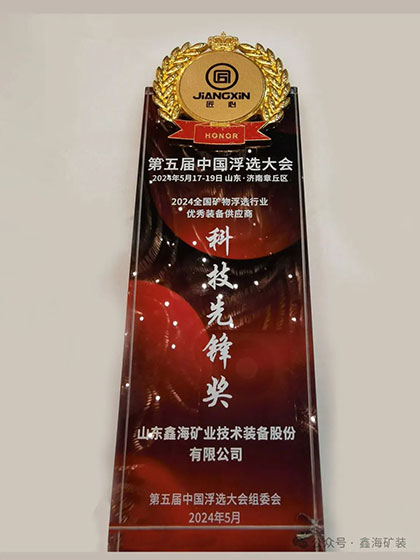 JIANGXIN
匠心
HONOR
第五届中国浮选大会
2024年5月17-19日 山东·济南章丘区
2024全国矿物浮选行业
优秀装备供应商
科技先锋奖
山东鑫海矿业技术装备股份
有限公司
第五届中国浮选大会组委会
2024年5月
公众号·鑫海矿装